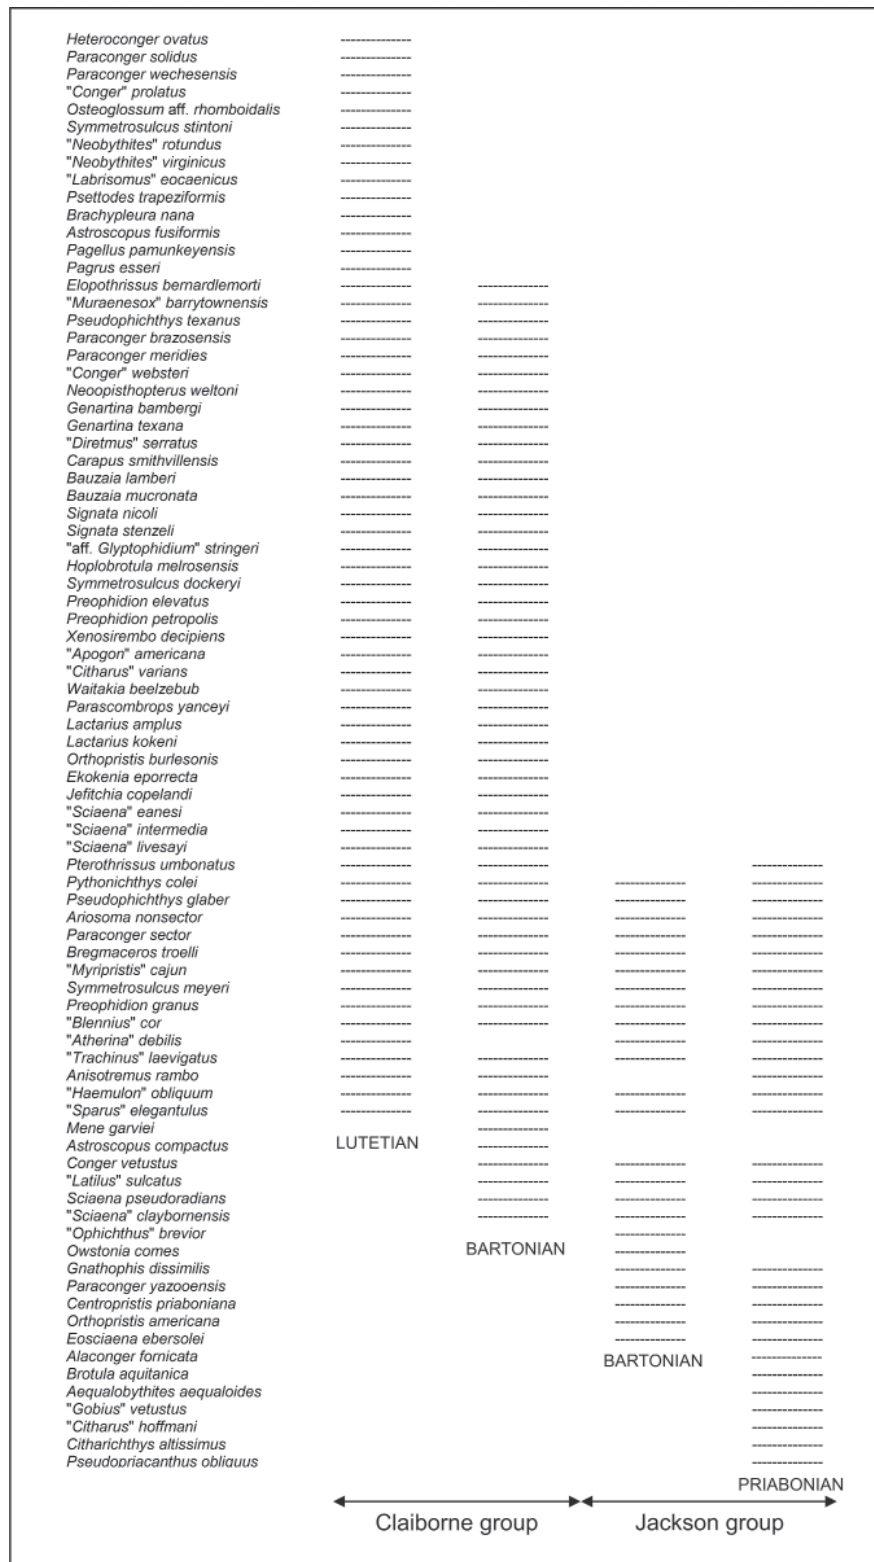 Heteroconger ovatus --------------
Paraconger solidus --------------
Paraconger wechesensis --------------
"Conger" prolatus --------------
Osteoglossum aff. rhomboidalis --------------
Symmetrosulcus stintoni --------------
"Neobythites" rotundus --------------
"Neobythites" virginicus --------------
"Labrisomus" eocaenicus --------------
Psettodes trapeziformis --------------
Brachypleura nana --------------
Astroscopus fusiformis --------------
Pagellus pamunkeyensis --------------
Pagrus esseri --------------
Elopothrissus bernardlemorti -------------- --------------
"Muraenesox" barrytownensis -------------- --------------
Pseudophichthys texanus -------------- --------------
Paraconger brazosensis -------------- --------------
Paraconger meridies -------------- --------------
"Conger" websteri -------------- --------------
Neoopisthopterus weltoni -------------- --------------
Genartina bambergi -------------- --------------
Genartina texana -------------- --------------
"Diretmus" serratus -------------- --------------
Carapus smithvillensis -------------- --------------
Bauzaia lamberi -------------- --------------
Bauzaia mucronata -------------- --------------
Signata nicoli -------------- --------------
Signata stenzeli -------------- --------------
"aff. Glyptophidium" stringeri -------------- --------------
Hoplobrotula melrosensis -------------- --------------
Symmetrosulcus dockeryi -------------- --------------
Preophidion elevatus -------------- --------------
Preophidion petropolis -------------- --------------
Xenosirembo decipiens -------------- --------------
"Apogon" americana -------------- --------------
"Citharus" varians -------------- --------------
Waitakia beelzebub -------------- --------------
Parascombrops yanceyi -------------- --------------
Lactarius amplus -------------- --------------
Lactarius kokeni -------------- --------------
Orthopristis burlesonis -------------- --------------
Ekokenia eporrecta -------------- --------------
Jefitchia copelandi -------------- --------------
"Sciaena" eanesi -------------- --------------
"Sciaena" intermedia -------------- --------------
"Sciaena" livesayi -------------- --------------
Pterothrissus umbonatus -------------- -------------- --------------
Pythonichthys colei -------------- -------------- -------------- --------------
Pseudophichthys glaber -------------- -------------- -------------- --------------
Ariosoma nonsector -------------- -------------- -------------- --------------
Paraconger sector -------------- -------------- -------------- --------------
Bregmaceros troelli -------------- -------------- -------------- --------------
"Myripristis" cajun -------------- -------------- -------------- --------------
Symmetrosulcus meyeri -------------- -------------- -------------- --------------
Preophidion granus -------------- -------------- -------------- --------------
"Blennius" cor -------------- -------------- -------------- --------------
"Atherina" debilis -------------- -------------- --------------
"Trachinus" laevigatus -------------- -------------- -------------- --------------
Anisotremus rambo -------------- -------------- --------------
"Haemulon" obliquum -------------- -------------- -------------- --------------
"Sparus" elegantulus -------------- -------------- -------------- --------------
Mene garviei --------------
Astroscopus compactus LUTETIAN --------------
Conger vetustus -------------- -------------- --------------
"Latilus" sulcatus -------------- -------------- --------------
Sciaena pseudoradians -------------- -------------- --------------
"Sciaena" claybornensis -------------- -------------- --------------
"Ophichthus" brevior --------------
Owstonia comes BARTONIAN --------------
Gnathophis dissimilis -------------- --------------
Paraconger yazooensis -------------- --------------
Centropristis priaboniana -------------- --------------
Orthopristis americana -------------- --------------
Eosciaena ebersolei -------------- --------------
Alaconger fornicata BARTONIAN --------------
Brotula aquitanica --------------
Aequalobythites aequaloides --------------
"Gobius" vetustus --------------
"Citharus" hoffmani --------------
Citharichthys altissimus --------------
Pseudopriacanthus obliquus --------------
PRIABONIAN
Claiborne group Jackson group